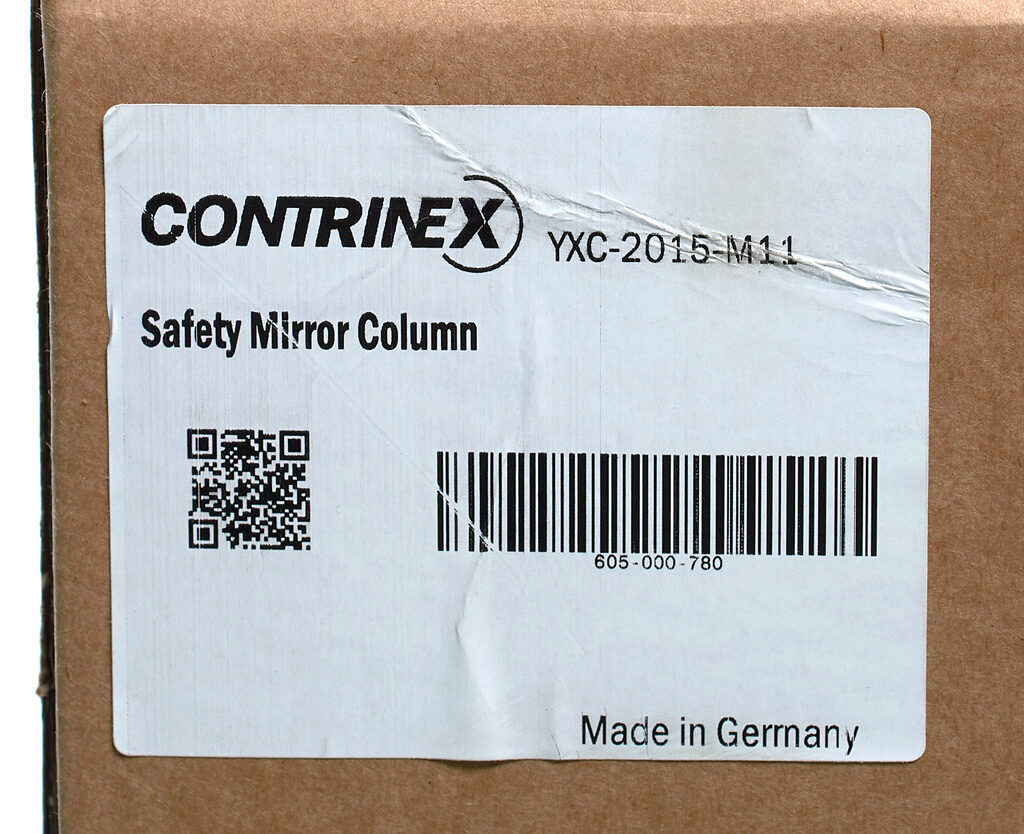 CONTRINEX YXC-2015-M11
Safety Mirror Column
605-000-780
Made in Germany